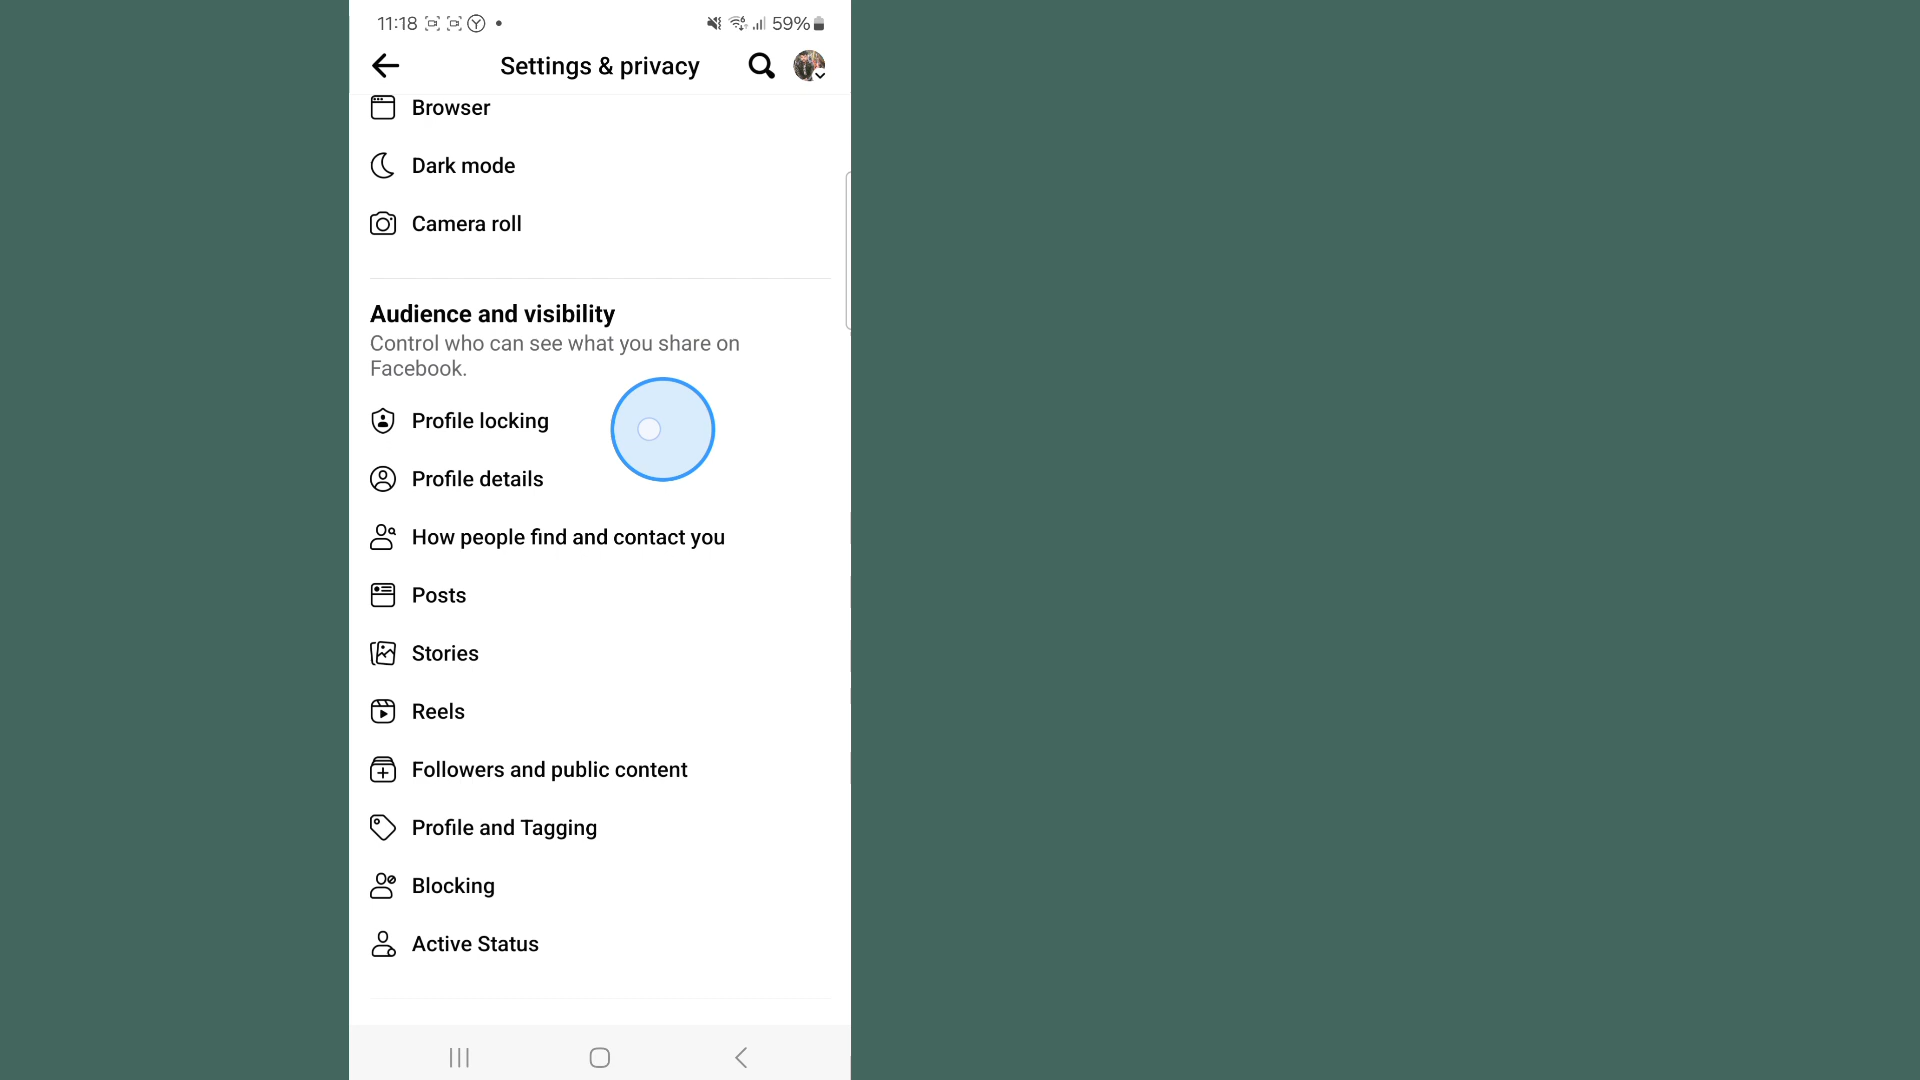 11:18
59%
Settings & privacy
Browser
Dark mode
Camera roll
Audience and visibility
Control who can see what you share on
Facebook.
Profile locking
Profile details
How people find and contact you
Posts
Stories
Reels
Followers and public content
Profile and Tagging
Blocking
Active Status